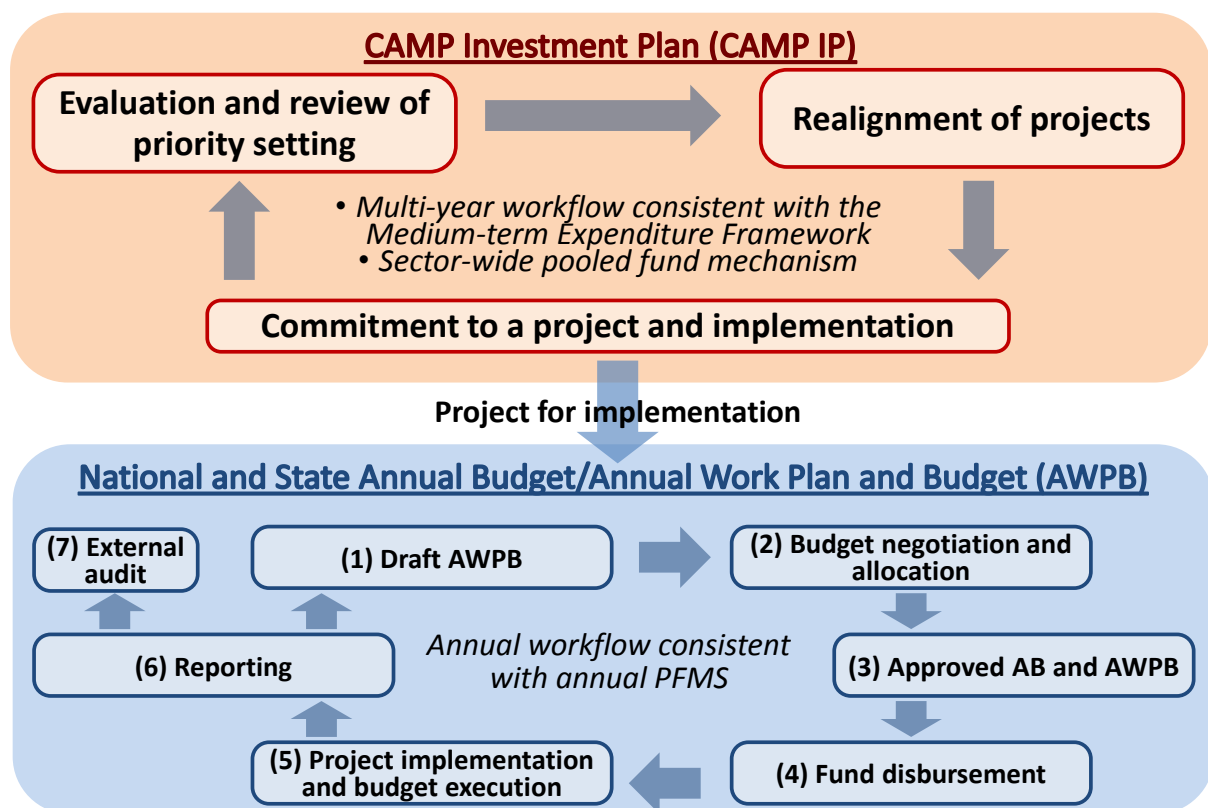 CAMP Investment Plan (CAMP IP)
Evaluation and review of
priority setting
Realignment of projects
• Multi-year workflow consistent with the
Medium-term Expenditure Framework
• Sector-wide pooled fund mechanism
Commitment to a project and implementation
Project for implementation
National and State Annual Budget/Annual Work Plan and Budget (AWPB)
(7) External
audit
(1) Draft AWPB
(2) Budget negotiation and
allocation
(6) Reporting
Annual workflow consistent
with annual PFMS
(3) Approved AB and AWPB
(5) Project implementation
and budget execution
(4) Fund disbursement